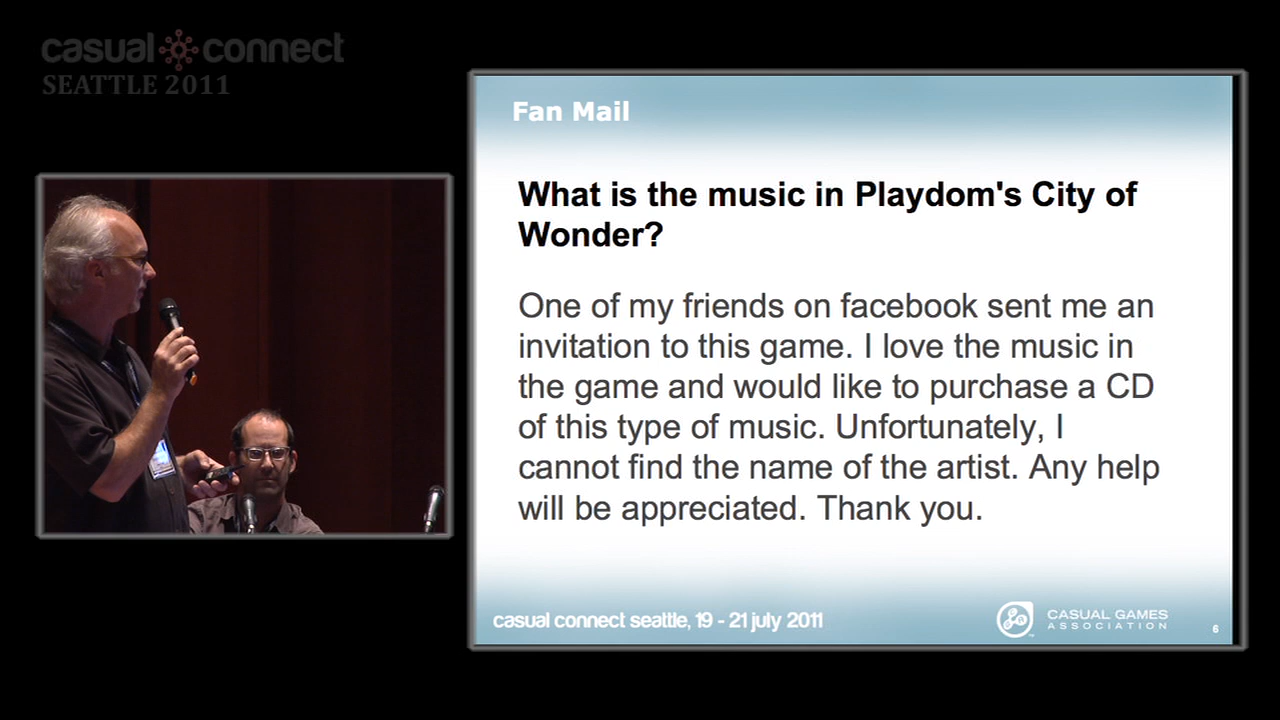 casual connect
SEATTLE 2011
Fan Mail
What is the music in Playdom's City of
Wonder?
One of my friends on facebook sent me an
invitation to this game. I love the music in
the game and would like to purchase a CD
of this type of music. Unfortunately, I
cannot find the name of the artist. Any help
will be appreciated. Thank you.
casual connect seattle, 19 - 21 july 2011
CASUAL GAMES
ASSOCIATION
6